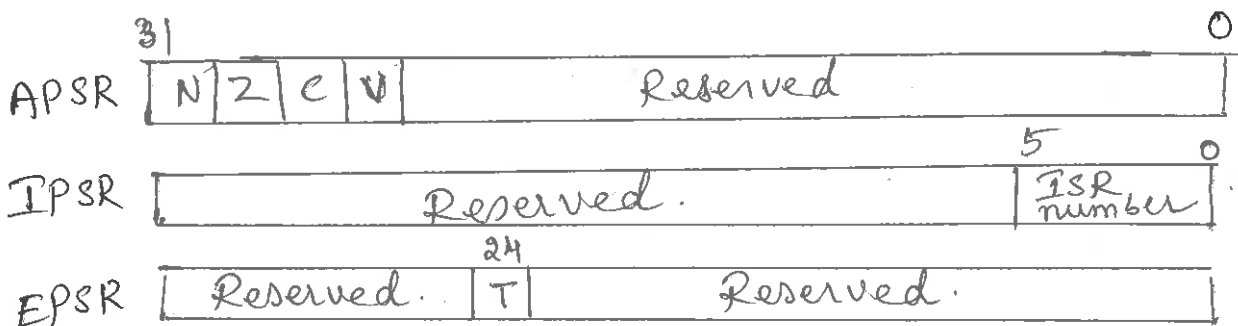 31 0
APSR N Z C V Reserved
5 0
IPSR Reserved. ISR number
24
EPSR Reserved. T Reserved.